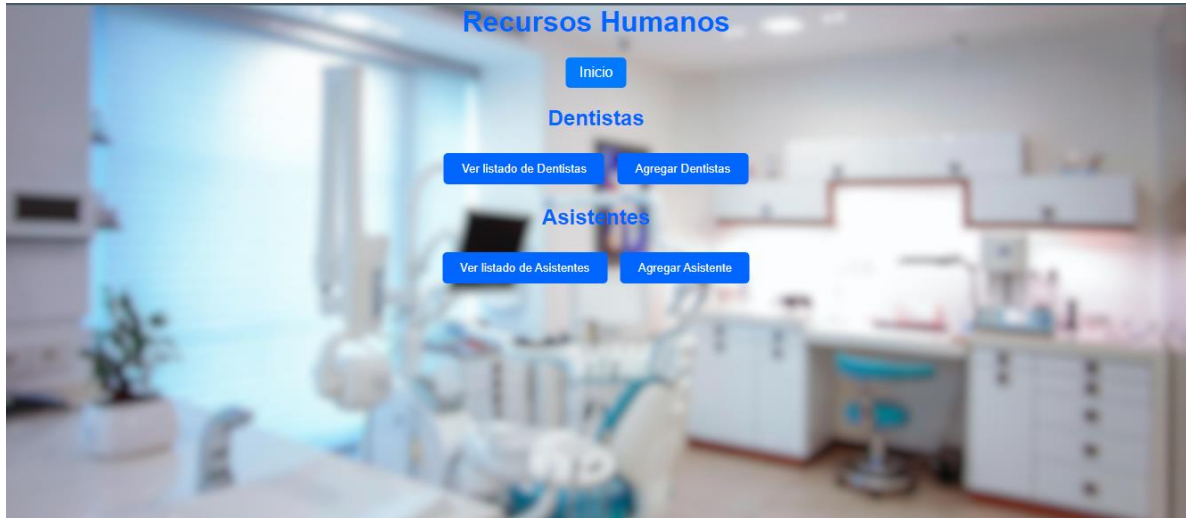 Recursos Humanos
Inicio
Dentistas
Ver listado de Dentistas Agregar Dentistas
Asistentes
Ver listado de Asistentes Agregar Asistente